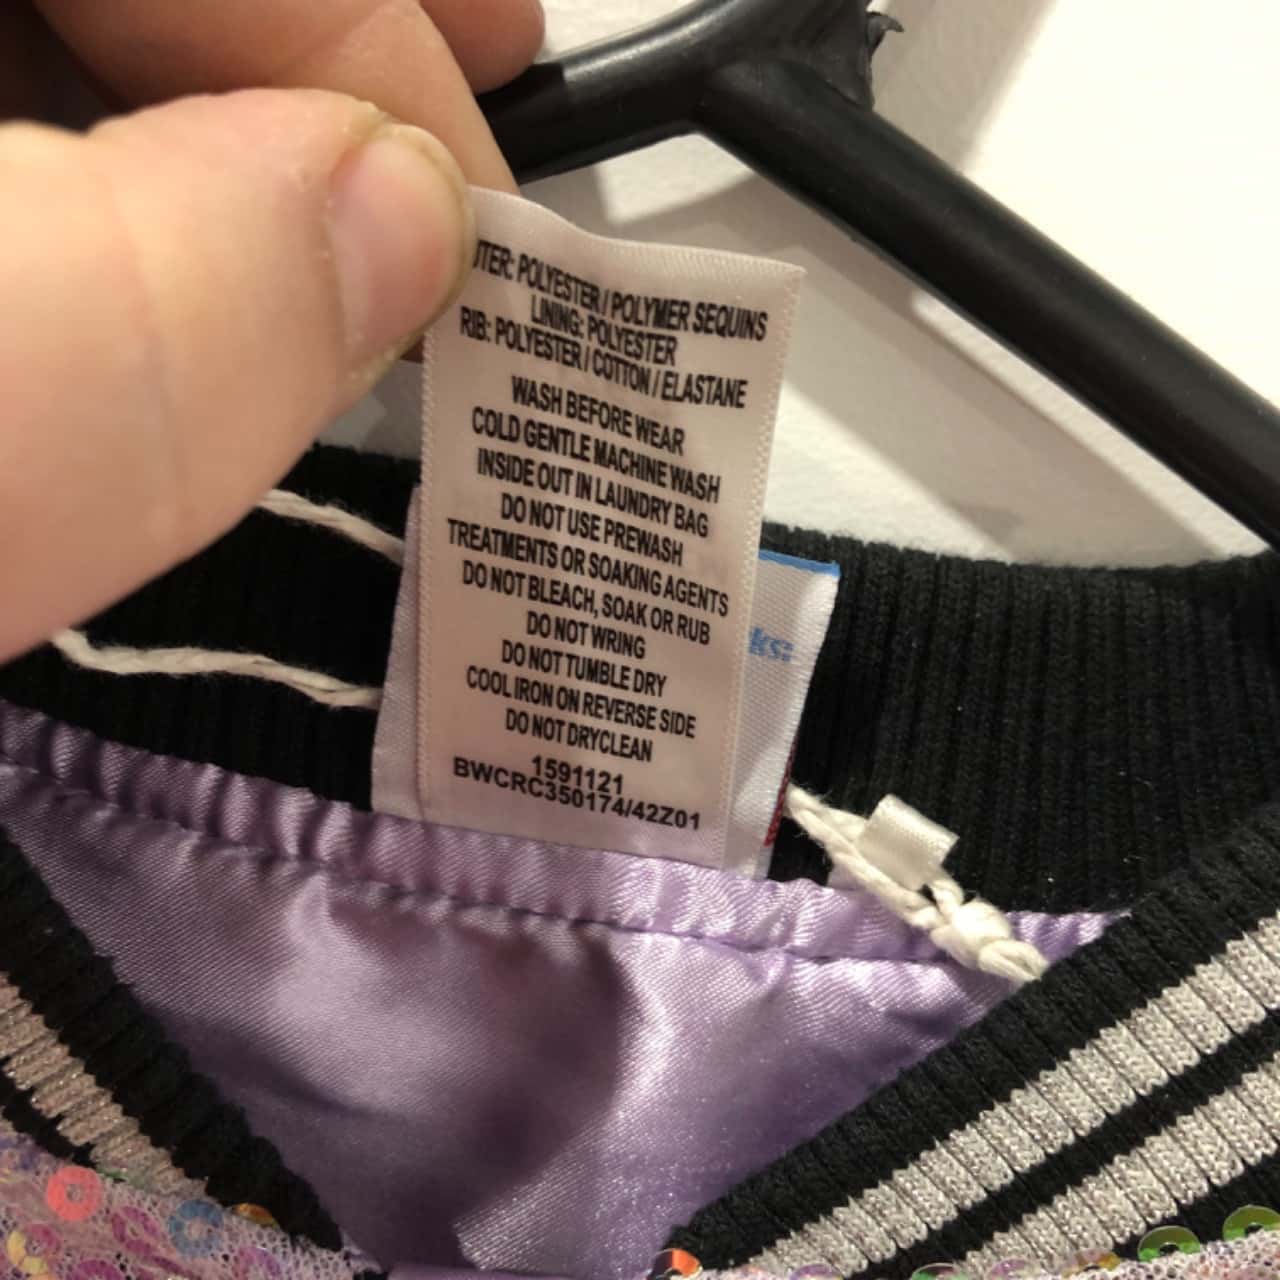 UTER: POLYESTER / POLYMER SEQUINS
LINING: POLYESTER
RIB: POLYESTER / COTTON / ELASTANE
WASH BEFORE WEAR
COLD GENTLE MACHINE WASH
INSIDE OUT IN LAUNDRY BAG
DO NOT USE PREWASH
TREATMENTS OR SOAKING AGENTS
DO NOT BLEACH, SOAK OR RUB
DO NOT WRING
DO NOT TUMBLE DRY
COOL IRON ON REVERSE SIDE
DO NOT DRYCLEAN
1591121
BWCRC350174/42Z01
ks: